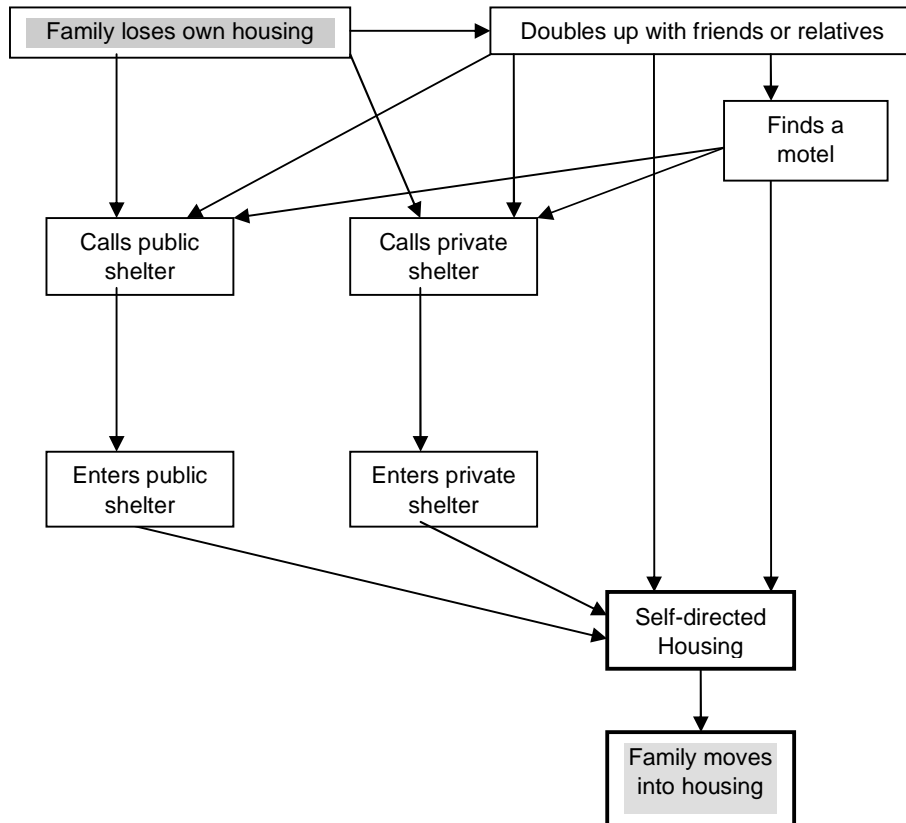 Family loses own housing
Doubles up with friends or relatives
Finds a
motel
Calls public
shelter
Calls private
shelter
Enters public
shelter
Enters private
shelter
Self-directed
Housing
Family moves
into housing